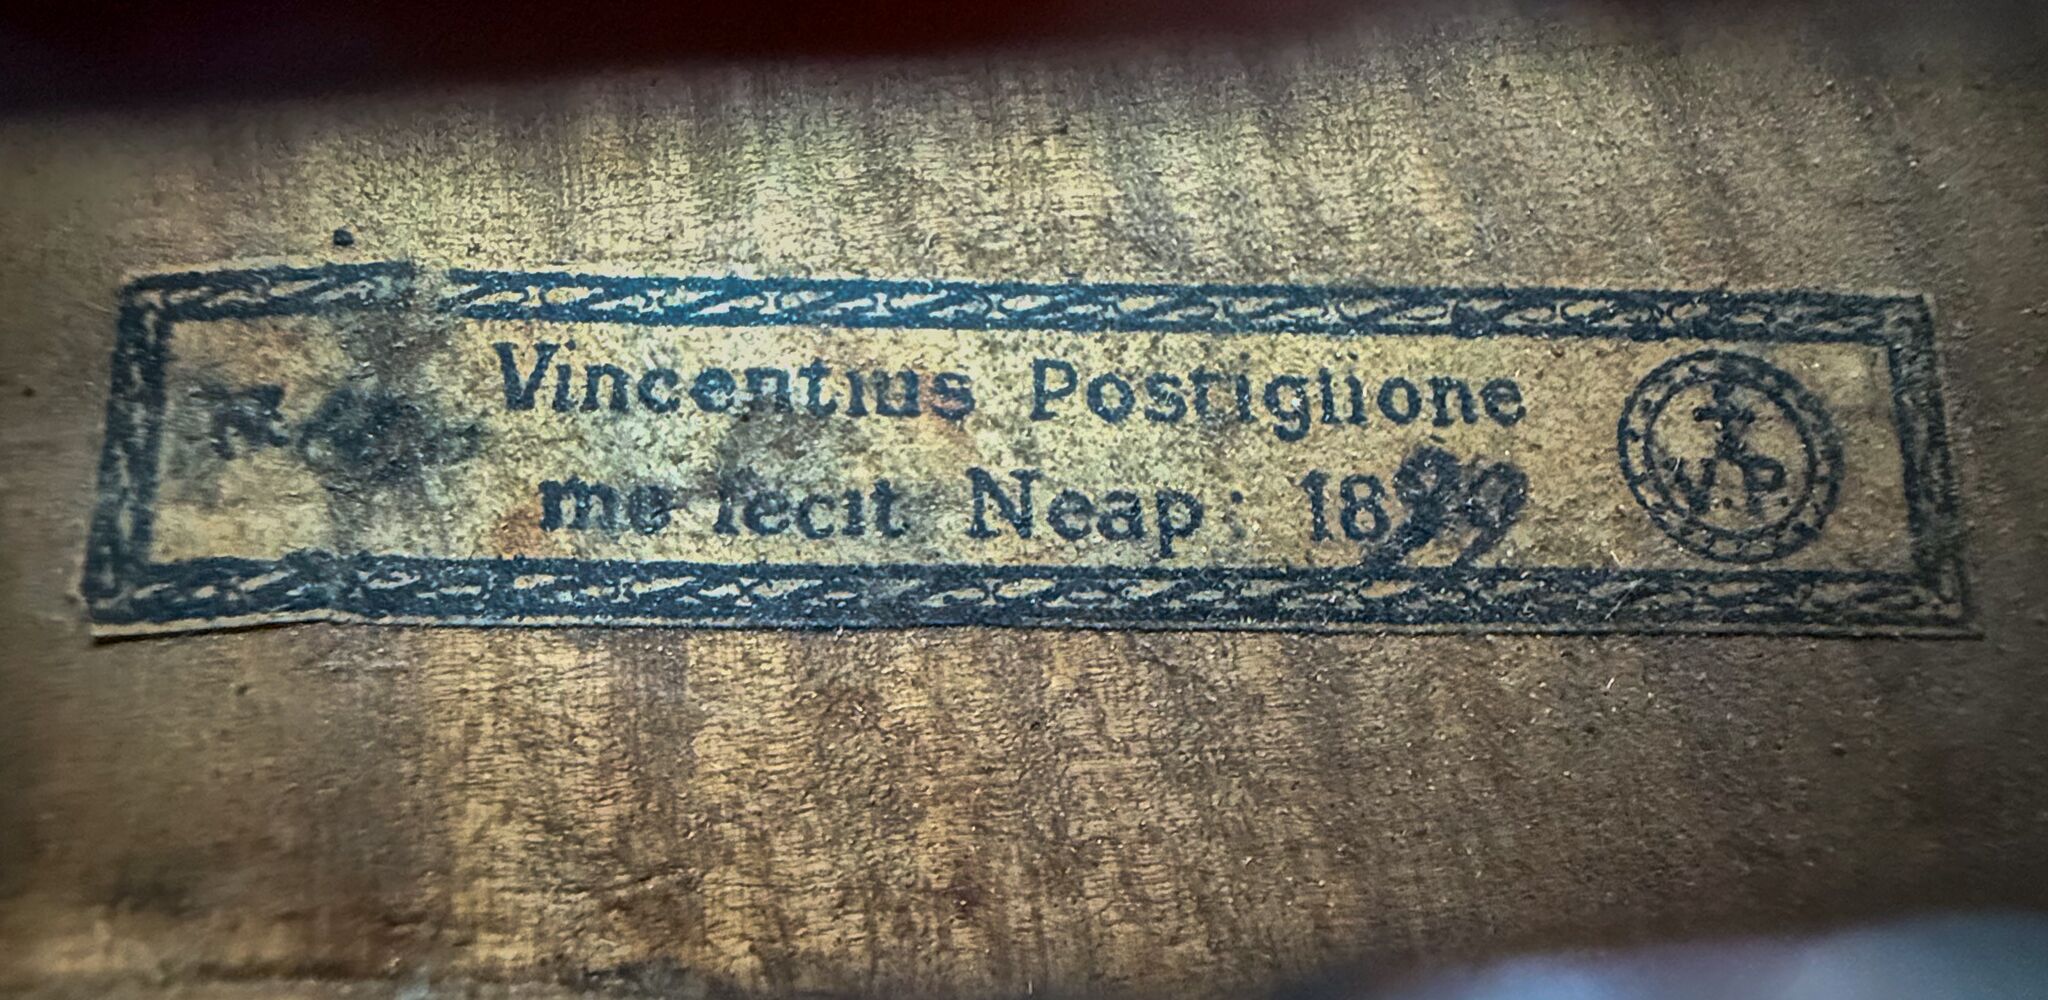 Vincentius Postiglione
me fecit Neap: 1899
V.P.